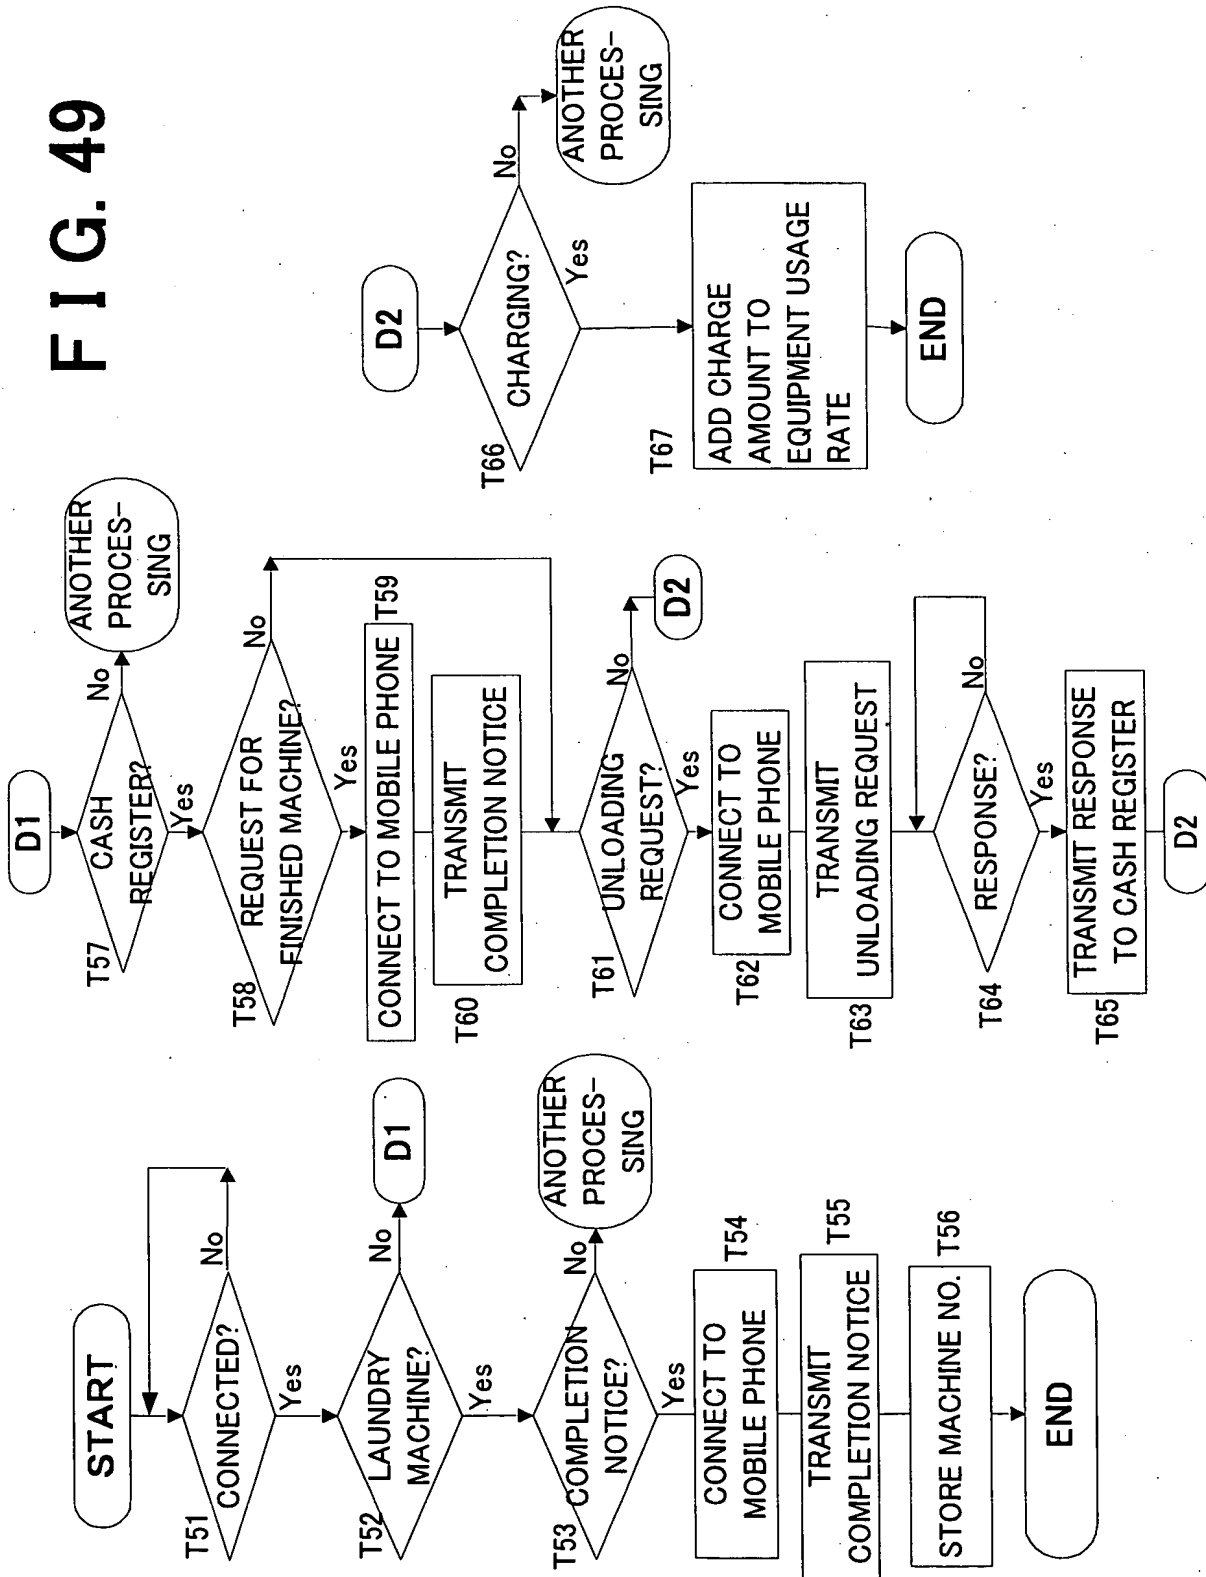 F I G. 49
START
T51
CONNECTED?
No
Yes
T52
LAUNDRY
MACHINE?
No
D1
Yes
T53
COMPLETION
NOTICE?
No
ANOTHER
PROCES-
SING
Yes
T54
CONNECT TO
MOBILE PHONE
T55
TRANSMIT
COMPLETION NOTICE
T56
STORE MACHINE NO.
END
D1
T57
CASH
REGISTER?
No
ANOTHER
PROCES-
SING
Yes
T58
REQUEST FOR
FINISHED MACHINE?
No
Yes
CONNECT TO MOBILE PHONE
T59
T60
TRANSMIT
COMPLETION NOTICE
T61
UNLOADING
REQUEST?
No
D2
Yes
T62
CONNECT TO
MOBILE PHONE
T63
TRANSMIT
UNLOADING REQUEST
T64
RESPONSE?
No
Yes
T65
TRANSMIT RESPONSE
TO CASH REGISTER
D2
D2
T66
CHARGING?
No
ANOTHER
PROCES-
SING
Yes
T67
ADD CHARGE
AMOUNT TO
EQUIPMENT USAGE
RATE
END